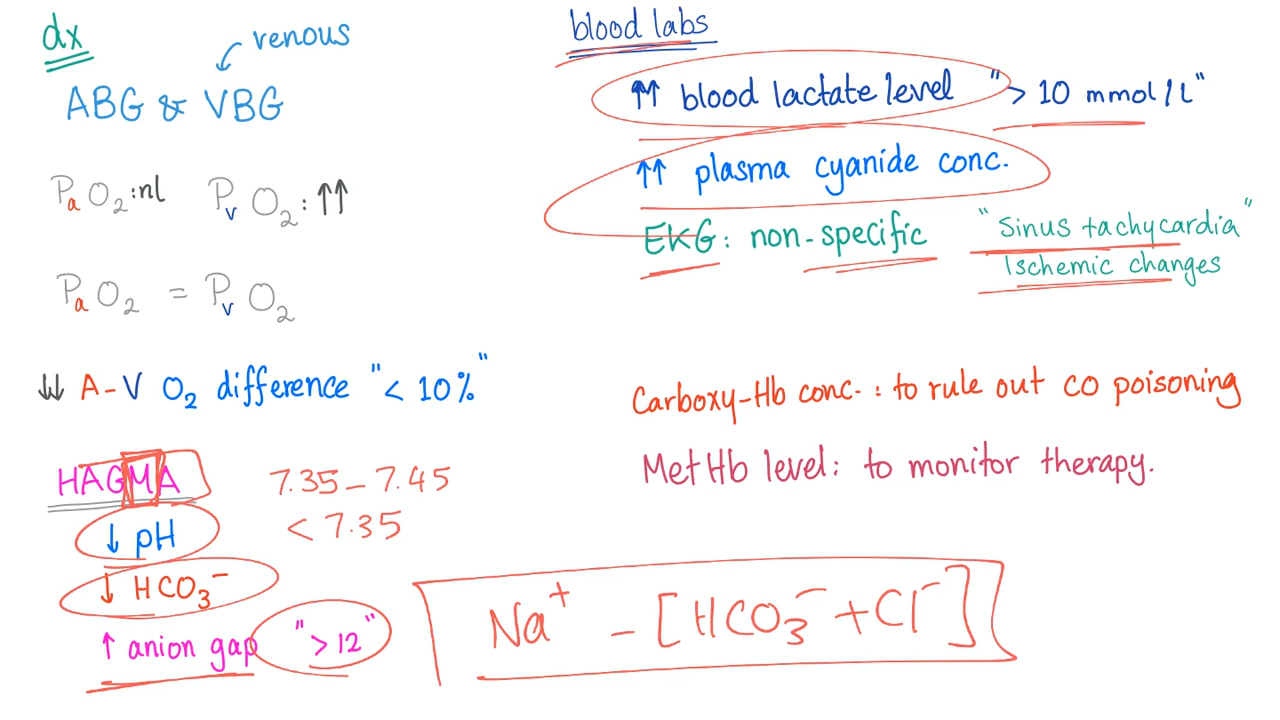 dx
venous
ABG & VBG
PaO2:nl PvO2:↑↑
PaO2 = PvO2
↓↓ A-V O2 difference "< 10%"
HAGMA
7.35 - 7.45
↓ pH
< 7.35
↓ HCO3-
↑ anion gap "> 12"
blood labs
↑↑ blood lactate level "> 10 mmol/L"
↑↑ plasma cyanide conc.
EKG: non-specific "Sinus tachycardia"
Ischemic changes
Carboxy-Hb conc. : to rule out CO poisoning
MetHb level: to monitor therapy.
Na+ - [HCO3- + Cl-]